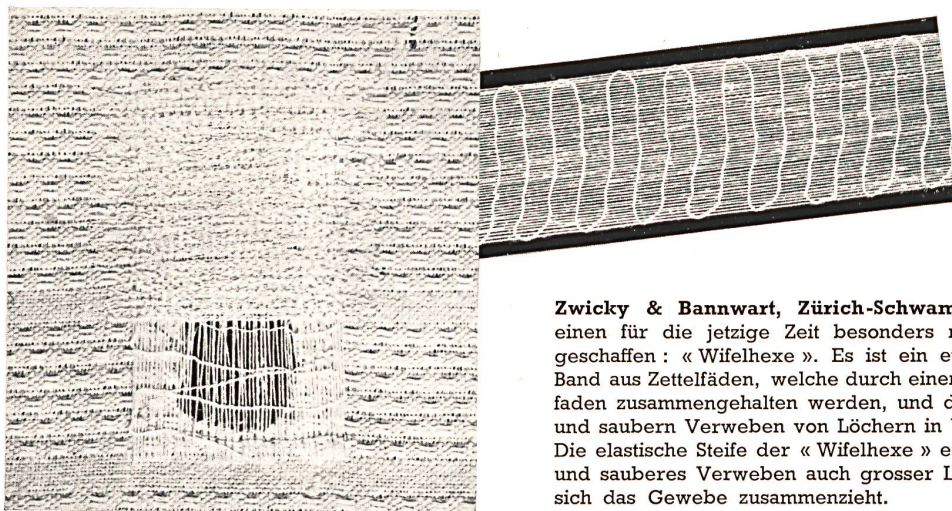 Zwicky & Bannwart, Zürich-Schwam
einen für die jetzige Zeit besonders
geschaffen : « Wifelhexe ». Es ist ein
Band aus Zettelfäden, welche durch einer
faden zusammengehalten werden, und
und saubern Verweben von Löchern in
Die elastische Steife der « Wifelhexe »
und sauberes Verweben auch grosser
sich das Gewebe zusammenzieht.